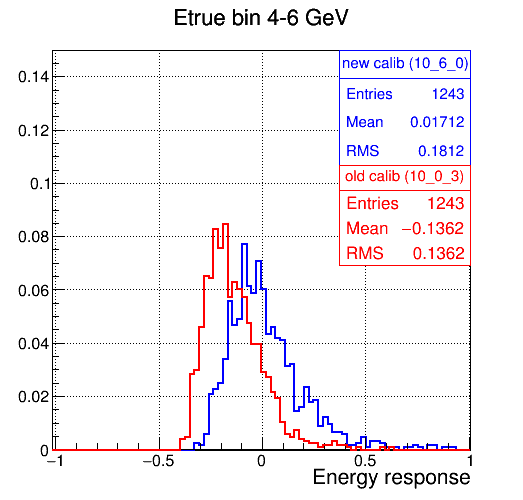 Etrue bin 4-6 GeV
new calib (10_6_0)
Entries 1243
Mean 0.01712
RMS 0.1812
old calib (10_0_3)
Entries 1243
Mean −0.1362
RMS 0.1362
0.14
0.12
0.1
0.08
0.06
0.04
0.02
0
−1 −0.5 0 0.5 1
Energy response